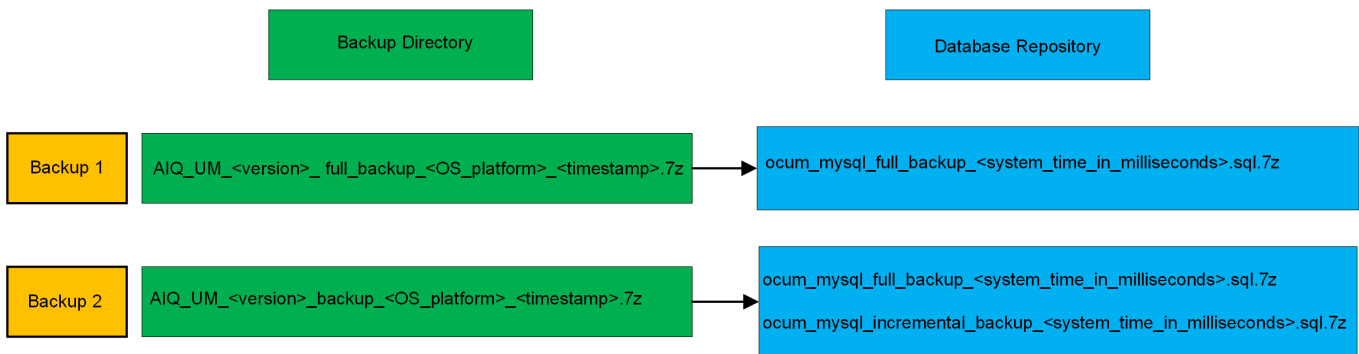 Backup Directory
Database Repository
Backup 1
AIQ_UM_<version>_ full_backup_<OS_platform>_<timestamp>.7z
ocum_mysql_full_backup_<system_time_in_milliseconds>.sql.7z
Backup 2
AIQ_UM_<version>_backup_<OS_platform>_<timestamp>.7z
ocum_mysql_full_backup_<system_time_in_milliseconds>.sql.7z
ocum_mysql_incremental_backup_<system_time_in_milliseconds>.sql.7z